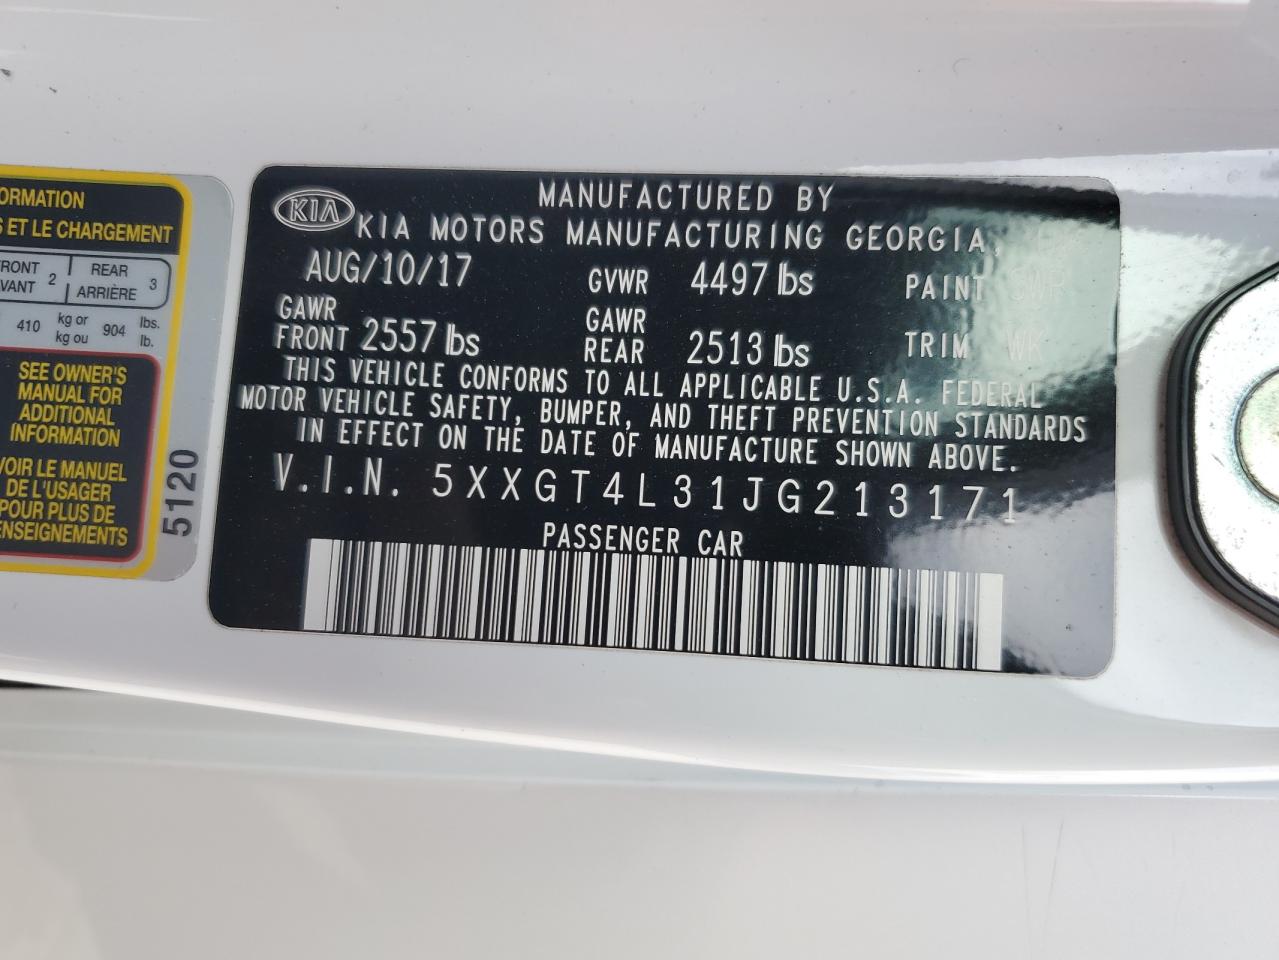 ORMATION
S ET LE CHARGEMENT
FRONT
VANT 2
REAR
ARRIÈRE 3
410 kg or
kg ou 904 lbs.
lb.
SEE OWNER'S
MANUAL FOR
ADDITIONAL
INFORMATION
VOIR LE MANUEL
DE L'USAGER
POUR PLUS DE
ENSEIGNEMENTS
5120
KIA
MANUFACTURED BY
KIA MOTORS MANUFACTURING GEORGIA,
AUG/10/17 GVWR 4497 lbs PAINT SWP
GAWR
FRONT 2557 lbs
GAWR
REAR 2513 lbs TRIM WK
THIS VEHICLE CONFORMS TO ALL APPLICABLE U.S.A. FEDERAL
MOTOR VEHICLE SAFETY, BUMPER, AND THEFT PREVENTION STANDARDS
IN EFFECT ON THE DATE OF MANUFACTURE SHOWN ABOVE.
V.I.N. 5XXGT4L31JG213171
PASSENGER CAR